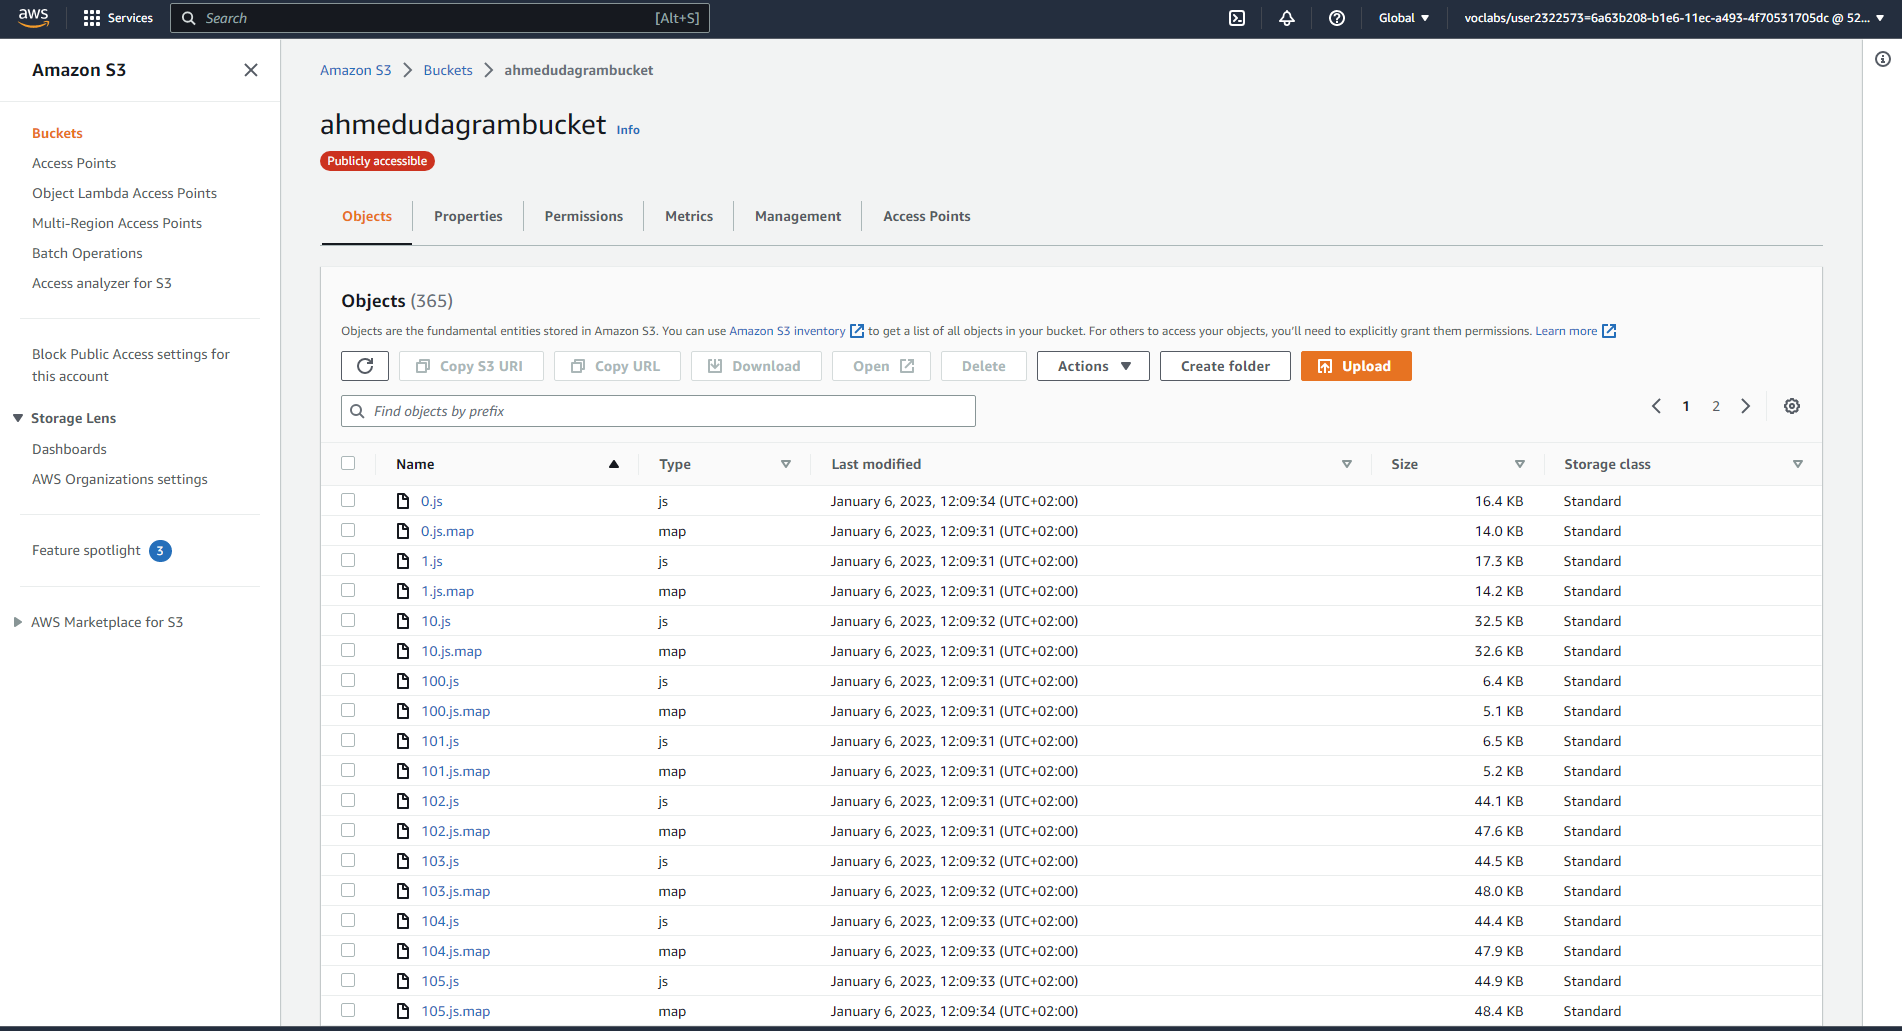 aws
Services
Search [Alt+S]
Global
voclabs/user2322573=6a63b208-b1e6-11ec-a493-4f70531705dc @ 52...
Amazon S3
Buckets
Access Points
Object Lambda Access Points
Multi-Region Access Points
Batch Operations
Access analyzer for S3
Block Public Access settings for
this account
Storage Lens
Dashboards
AWS Organizations settings
Feature spotlight 3
AWS Marketplace for S3
Amazon S3 Buckets ahmedudagrambucket
ahmedudagrambucket Info
Publicly accessible
Objects Properties Permissions Metrics Management Access Points
Objects (365)
Objects are the fundamental entities stored in Amazon S3. You can use Amazon S3 inventory to get a list of all objects in your bucket. For others to access your objects, you'll need to explicitly grant them permissions. Learn more
Copy S3 URI Copy URL Download Open Delete Actions Create folder Upload
Find objects by prefix
1 2
Name Type Last modified Size Storage class
0.js js January 6, 2023, 12:09:34 (UTC+02:00) 16.4 KB Standard
0.js.map map January 6, 2023, 12:09:31 (UTC+02:00) 14.0 KB Standard
1.js js January 6, 2023, 12:09:31 (UTC+02:00) 17.3 KB Standard
1.js.map map January 6, 2023, 12:09:31 (UTC+02:00) 14.2 KB Standard
10.js js January 6, 2023, 12:09:32 (UTC+02:00) 32.5 KB Standard
10.js.map map January 6, 2023, 12:09:31 (UTC+02:00) 32.6 KB Standard
100.js js January 6, 2023, 12:09:31 (UTC+02:00) 6.4 KB Standard
100.js.map map January 6, 2023, 12:09:31 (UTC+02:00) 5.1 KB Standard
101.js js January 6, 2023, 12:09:31 (UTC+02:00) 6.5 KB Standard
101.js.map map January 6, 2023, 12:09:31 (UTC+02:00) 5.2 KB Standard
102.js js January 6, 2023, 12:09:31 (UTC+02:00) 44.1 KB Standard
102.js.map map January 6, 2023, 12:09:31 (UTC+02:00) 47.6 KB Standard
103.js js January 6, 2023, 12:09:32 (UTC+02:00) 44.5 KB Standard
103.js.map map January 6, 2023, 12:09:32 (UTC+02:00) 48.0 KB Standard
104.js js January 6, 2023, 12:09:33 (UTC+02:00) 44.4 KB Standard
104.js.map map January 6, 2023, 12:09:33 (UTC+02:00) 47.9 KB Standard
105.js js January 6, 2023, 12:09:33 (UTC+02:00) 44.9 KB Standard
105.js.map map January 6, 2023, 12:09:34 (UTC+02:00) 48.4 KB Standard